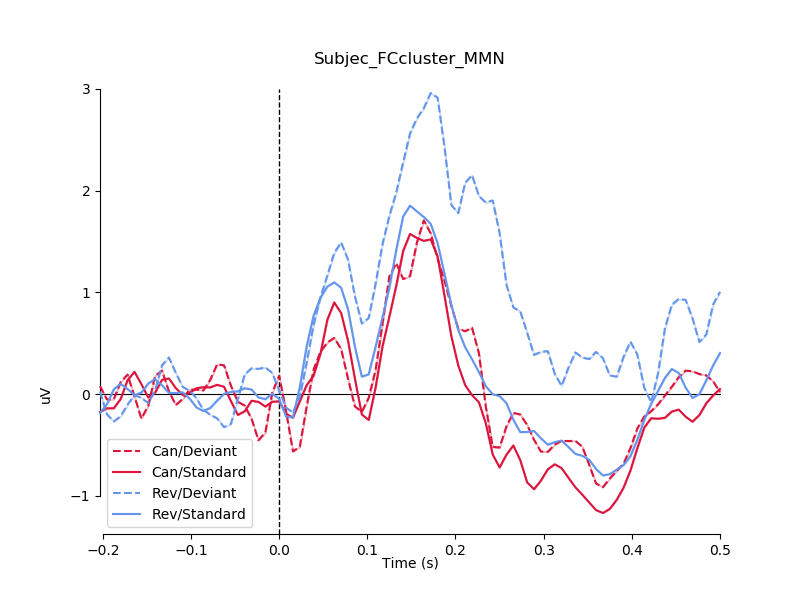 Subjec_FCcluster_MMN
3
2
1
0
−1
uV
Can/Deviant
Can/Standard
Rev/Deviant
Rev/Standard
−0.2 −0.1 0.0 0.1 0.2 0.3 0.4 0.5
Time (s)